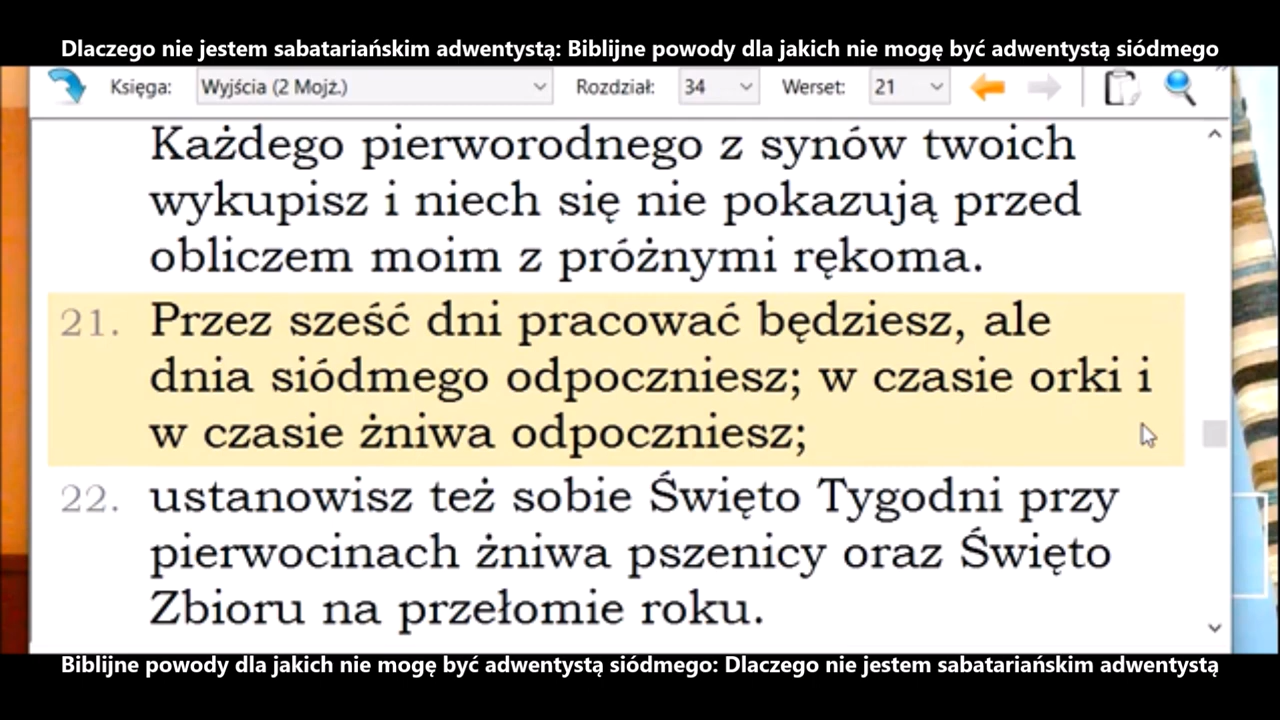 Dlaczego nie jestem sabatariańskim adwentystą: Biblijne powody dla jakich nie mogę być adwentystą siódmego
Księga: Wyjścia (2 Mojż.) Rozdział: 34 Werset: 21
Każdego pierworodnego z synów twoich
wykupisz i niech się nie pokazują przed
obliczem moim z próżnymi rękoma.
21. Przez sześć dni pracować będziesz, ale
dnia siódmego odpoczniesz; w czasie orki i
w czasie żniwa odpoczniesz;
22. ustanowisz też sobie Święto Tygodni przy
pierwocinach żniwa pszenicy oraz Święto
Zbioru na przełomie roku.
Biblijne powody dla jakich nie mogę być adwentystą siódmego: Dlaczego nie jestem sabatariańskim adwentystą